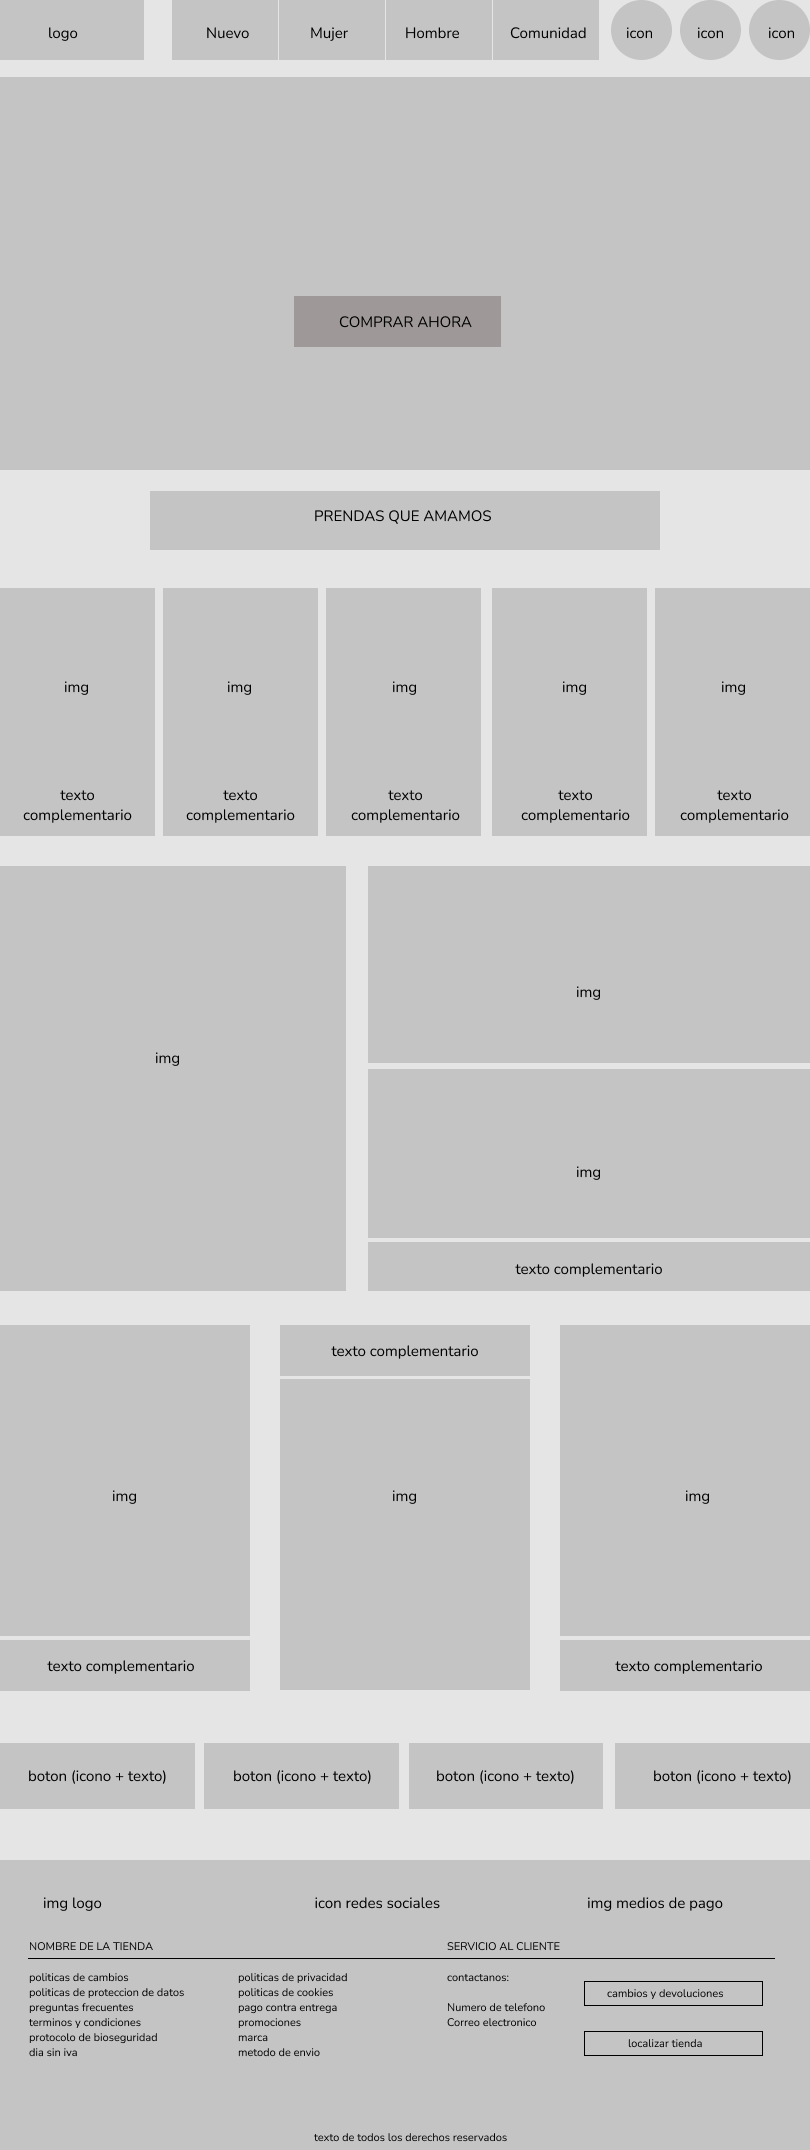 logo
Nuevo
Mujer
Hombre
Comunidad
icon
icon
icon
COMPRAR AHORA
PRENDAS QUE AMAMOS
img
img
img
img
img
texto
complementario
texto
complementario
texto
complementario
texto
complementario
texto
complementario
img
img
img
texto complementario
img
texto complementario
texto complementario
img
img
texto complementario
boton (icono + texto)
boton (icono + texto)
boton (icono + texto)
boton (icono + texto)
img logo
icon redes sociales
img medios de pago
NOMBRE DE LA TIENDA
politicas de cambios
politicas de proteccion de datos
preguntas frecuentes
terminos y condiciones
protocolo de bioseguridad
dia sin iva
politicas de privacidad
politicas de cookies
pago contra entrega
promociones
marca
metodo de envio
SERVICIO AL CLIENTE
contactanos:
Numero de telefono
Correo electronico
cambios y devoluciones
localizar tienda
texto de todos los derechos reservados